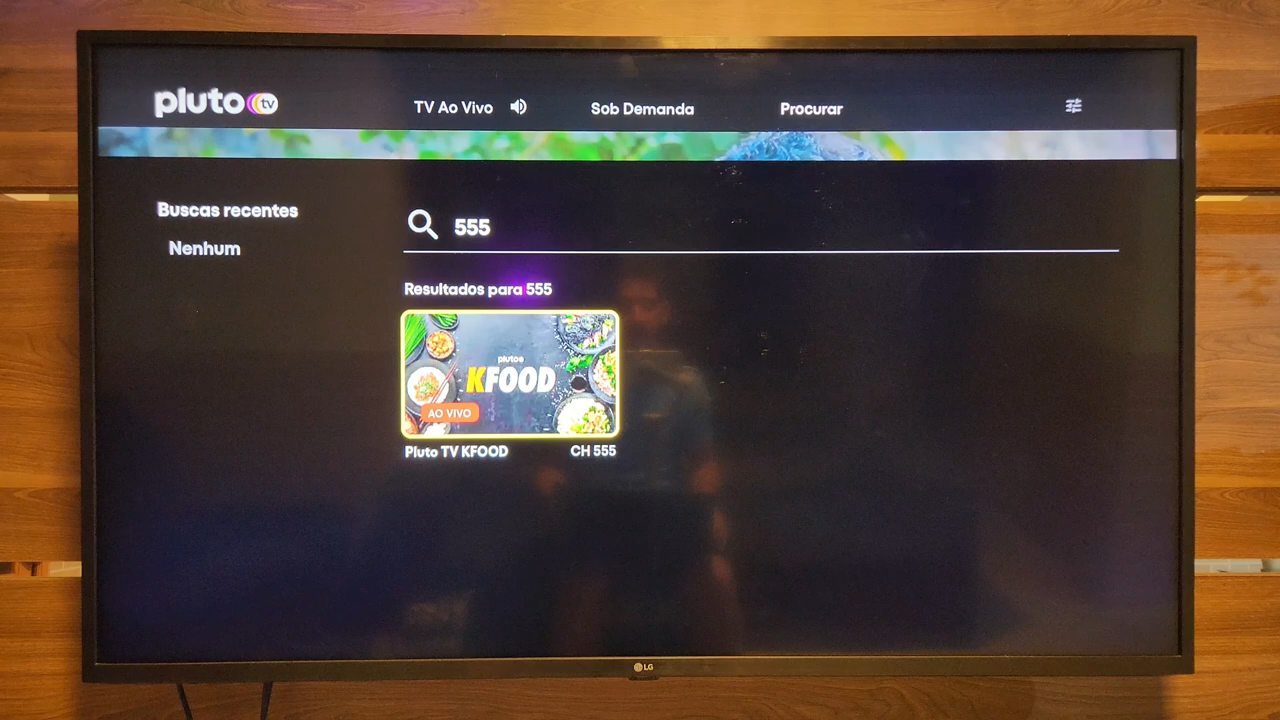 pluto tv
TV Ao Vivo
Sob Demanda
Procurar
Buscas recentes
Nenhum
555
Resultados para 555
pluto tv
KFOOD
AO VIVO
Pluto TV KFOOD
CH 555
LG